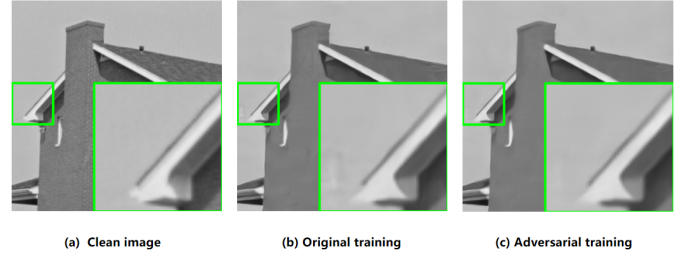 (a) Clean image
(b) Original training
(c) Adversarial training